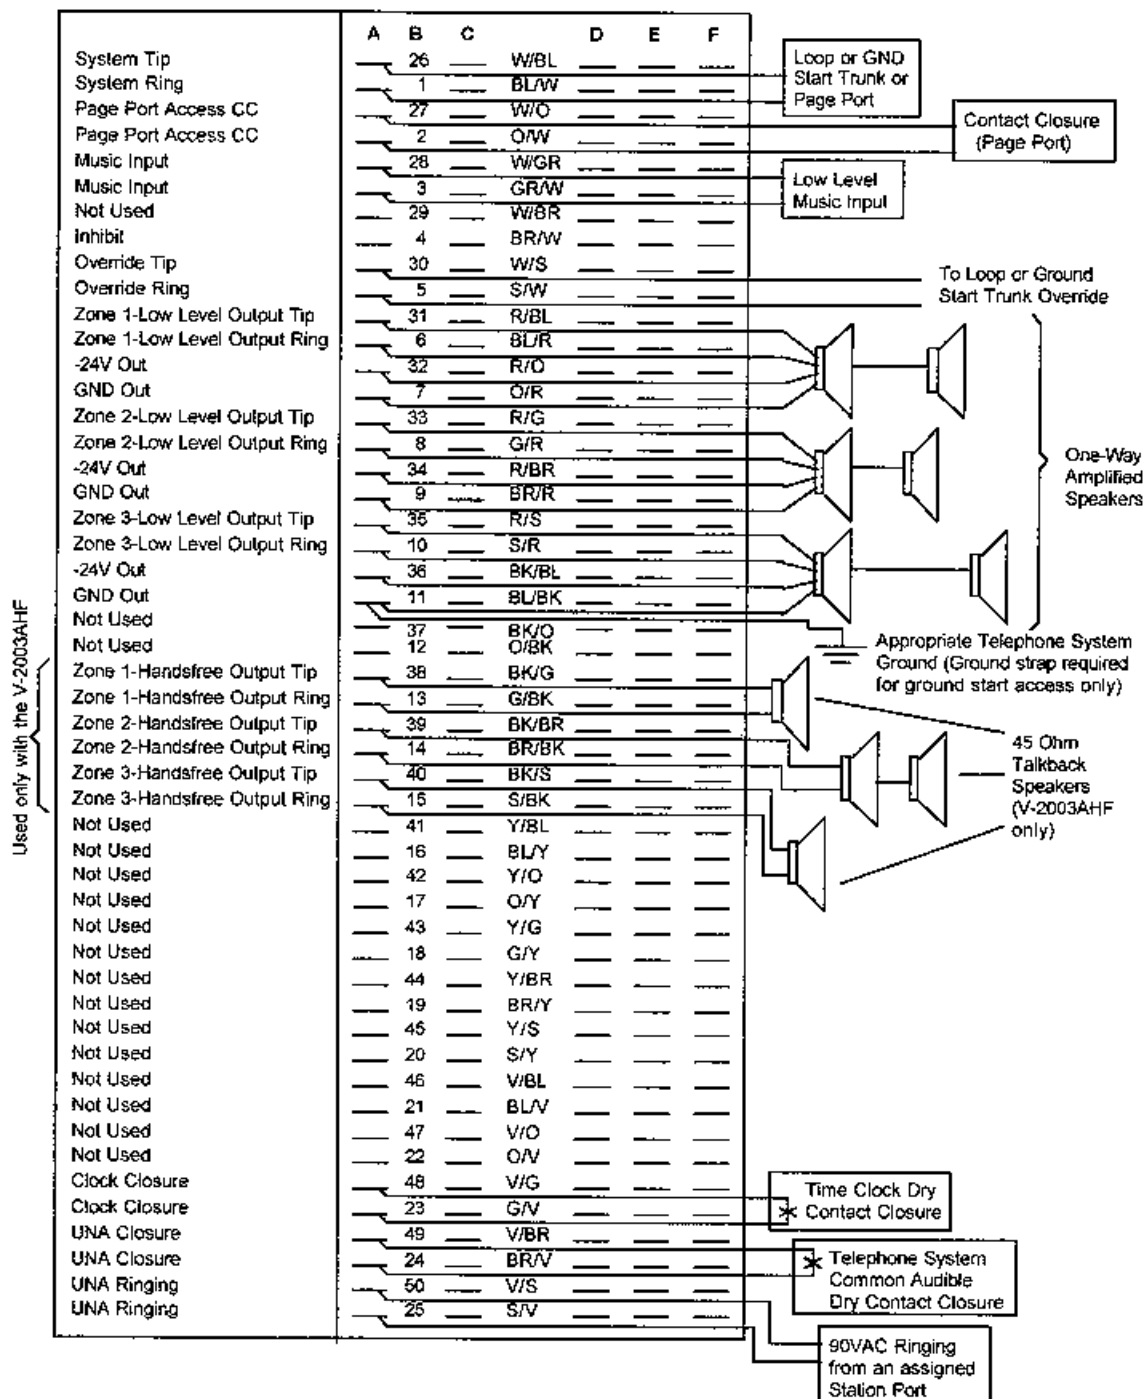 A B C D E F
System Tip 26 W/BL
System Ring 1 BL/W
Page Port Access CC 27 W/O
Page Port Access CC 2 O/W
Music Input 28 W/GR
Music Input 3 GR/W
Not Used 29 W/BR
Inhibit 4 BR/W
Override Tip 30 W/S
Override Ring 5 S/W
Zone 1-Low Level Output Tip 31 R/BL
Zone 1-Low Level Output Ring 6 BL/R
-24V Out 32 R/O
GND Out 7 O/R
Zone 2-Low Level Output Tip 33 R/G
Zone 2-Low Level Output Ring 8 G/R
-24V Out 34 R/BR
GND Out 9 BR/R
Zone 3-Low Level Output Tip 35 R/S
Zone 3-Low Level Output Ring 10 S/R
-24V Out 36 BK/BL
GND Out 11 BL/BK
Not Used 37 BK/O
Not Used 12 O/BK
Zone 1-Handsfree Output Tip 38 BK/G
Zone 1-Handsfree Output Ring 13 G/BK
Zone 2-Handsfree Output Tip 39 BK/BR
Zone 2-Handsfree Output Ring 14 BR/BK
Zone 3-Handsfree Output Tip 40 BK/S
Zone 3-Handsfree Output Ring 15 S/BK
Not Used 41 Y/BL
Not Used 16 BL/Y
Not Used 42 Y/O
Not Used 17 O/Y
Not Used 43 Y/G
Not Used 18 G/Y
Not Used 44 Y/BR
Not Used 19 BR/Y
Not Used 45 Y/S
Not Used 20 S/Y
Not Used 46 V/BL
Not Used 21 BL/V
Not Used 47 V/O
Not Used 22 O/V
Clock Closure 48 V/G
Clock Closure 23 G/V
UNA Closure 49 V/BR
UNA Closure 24 BR/V
UNA Ringing 50 V/S
UNA Ringing 25 S/V
Used only with the V-2003AHF
Loop or GND
Start Trunk or
Page Port
Contact Closure
(Page Port)
Low Level
Music Input
To Loop or Ground
Start Trunk Override
One-Way
Amplified
Speakers
Appropriate Telephone System
Ground (Ground strap required
for ground start access only)
45 Ohm
Talkback
Speakers
(V-2003AHF
only)
Time Clock Dry
Contact Closure
Telephone System
Common Audible
Dry Contact Closure
90VAC Ringing
from an assigned
Station Port